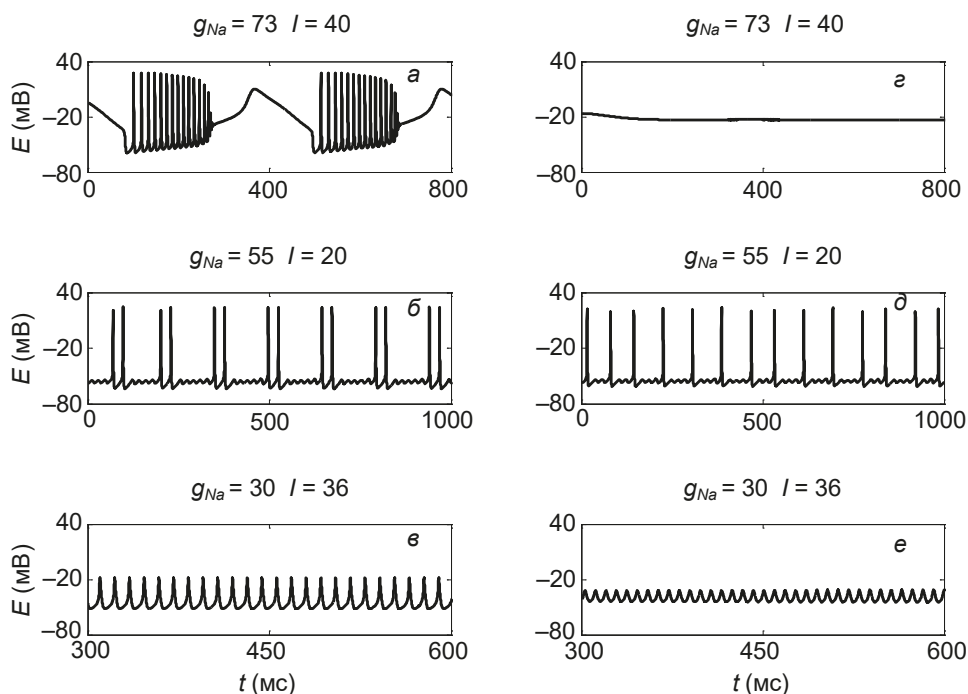 g_Na = 73 I = 40
E (мВ)
40
–20
–80
0
400
800
а
g_Na = 73 I = 40
40
–20
–80
0
400
800
г
g_Na = 55 I = 20
E (мВ)
40
–20
–80
0
500
1000
б
g_Na = 55 I = 20
40
–20
–80
0
500
1000
д
g_Na = 30 I = 36
E (мВ)
40
–20
–80
300
450
600
в
t (мс)
g_Na = 30 I = 36
40
–20
–80
300
450
600
е
t (мс)